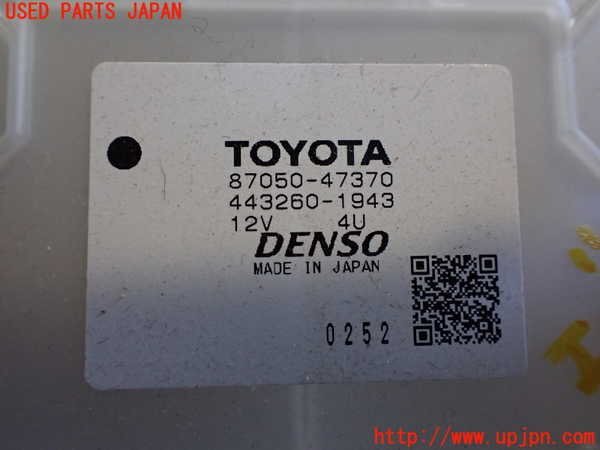 USED PARTS JAPAN
TOYOTA
87050-47370
443260-1943
12V 4U
DENSO
MADE IN JAPAN
0252
http://www.upjpn.com/